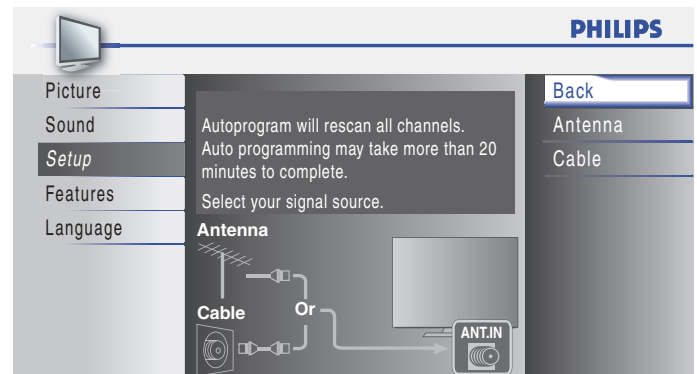 PHILIPS
Picture
Sound
Setup
Features
Language
Autoprogram will rescan all channels.
Auto programming may take more than 20
minutes to complete.
Select your signal source.
Antenna
Cable
Or
ANT.IN
Back
Antenna
Cable